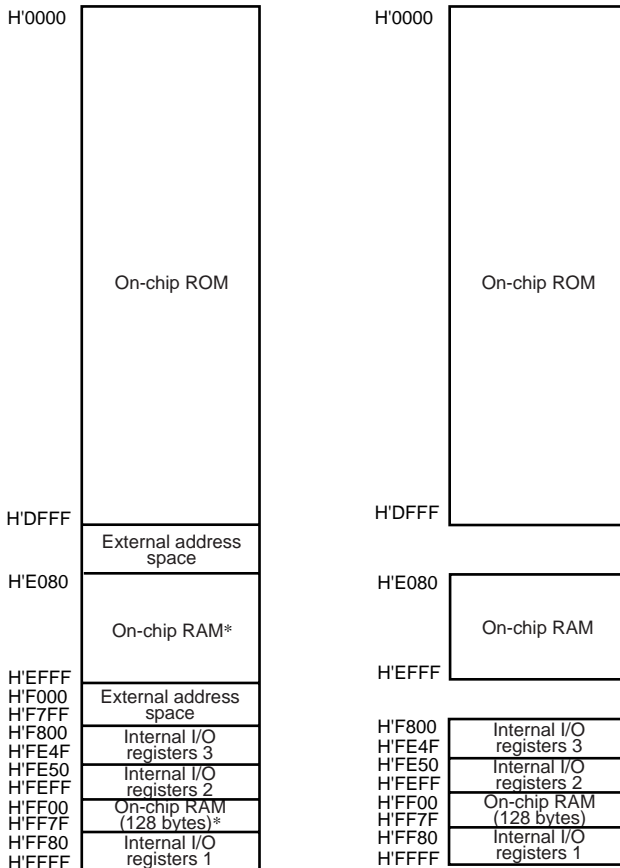 H'0000
On-chip ROM
H'DFFF
External address
space
H'E080
On-chip RAM*
H'EFFF
H'F000
External address
space
H'F7FF
H'F800
Internal I/O
registers 3
H'FE4F
H'FE50
Internal I/O
registers 2
H'FEFF
H'FF00
On-chip RAM
(128 bytes)*
H'FF7F
H'FF80
Internal I/O
registers 1
H'FFFF
H'0000
On-chip ROM
H'DFFF
H'E080
On-chip RAM
H'EFFF
H'F800
Internal I/O
registers 3
H'FE4F
H'FE50
Internal I/O
registers 2
H'FEFF
H'FF00
On-chip RAM
(128 bytes)
H'FF7F
H'FF80
Internal I/O
registers 1
H'FFFF